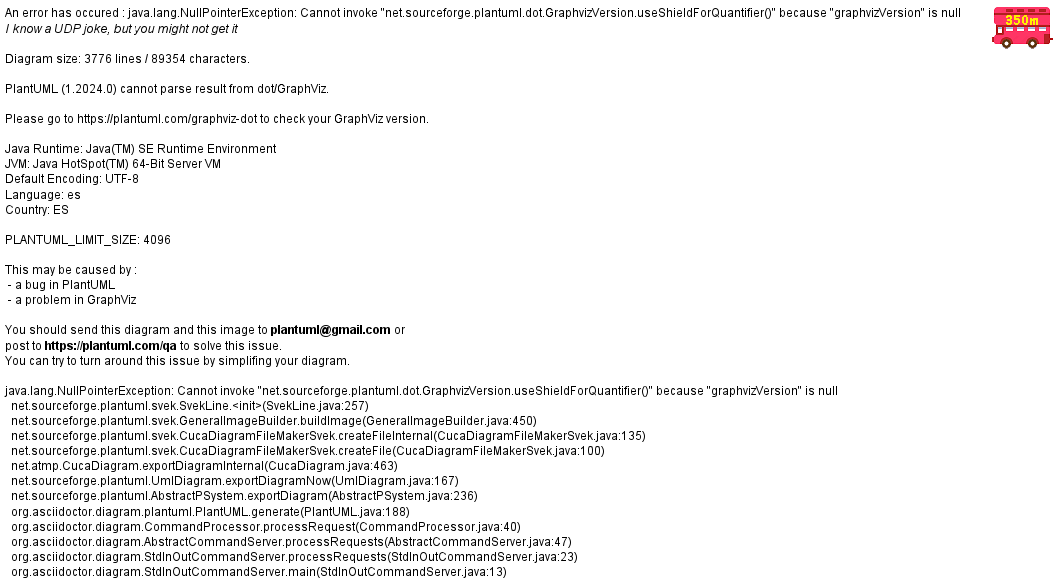 An error has occured : java.lang.NullPointerException: Cannot invoke "net.sourceforge.plantuml.dot.GraphvizVersion.useShieldForQuantifier()" because "graphvizVersion" is null
I know a UDP joke, but you might not get it
350m
Diagram size: 3776 lines / 89354 characters.
PlantUML (1.2024.0) cannot parse result from dot/GraphViz.
Please go to https://plantuml.com/graphviz-dot to check your GraphViz version.
Java Runtime: Java(TM) SE Runtime Environment
JVM: Java HotSpot(TM) 64-Bit Server VM
Default Encoding: UTF-8
Language: es
Country: ES
PLANTUML_LIMIT_SIZE: 4096
This may be caused by :
- a bug in PlantUML
- a problem in GraphViz
You should send this diagram and this image to plantuml@gmail.com or
post to https://plantuml.com/qa to solve this issue.
You can try to turn around this issue by simplifing your diagram.
java.lang.NullPointerException: Cannot invoke "net.sourceforge.plantuml.dot.GraphvizVersion.useShieldForQuantifier()" because "graphvizVersion" is null
net.sourceforge.plantuml.svek.SvekLine.<init>(SvekLine.java:257)
net.sourceforge.plantuml.svek.GeneralImageBuilder.buildImage(GeneralImageBuilder.java:450)
net.sourceforge.plantuml.svek.CucaDiagramFileMakerSvek.createFileInternal(CucaDiagramFileMakerSvek.java:135)
net.sourceforge.plantuml.svek.CucaDiagramFileMakerSvek.createFile(CucaDiagramFileMakerSvek.java:100)
net.atmp.CucaDiagram.exportDiagramInternal(CucaDiagram.java:463)
net.sourceforge.plantuml.UmlDiagram.exportDiagramNow(UmlDiagram.java:167)
net.sourceforge.plantuml.AbstractPSystem.exportDiagram(AbstractPSystem.java:236)
org.asciidoctor.diagram.plantuml.PlantUML.generate(PlantUML.java:188)
org.asciidoctor.diagram.CommandProcessor.processRequest(CommandProcessor.java:40)
org.asciidoctor.diagram.AbstractCommandServer.processRequests(AbstractCommandServer.java:47)
org.asciidoctor.diagram.StdInOutCommandServer.processRequests(StdInOutCommandServer.java:23)
org.asciidoctor.diagram.StdInOutCommandServer.main(StdInOutCommandServer.java:13)